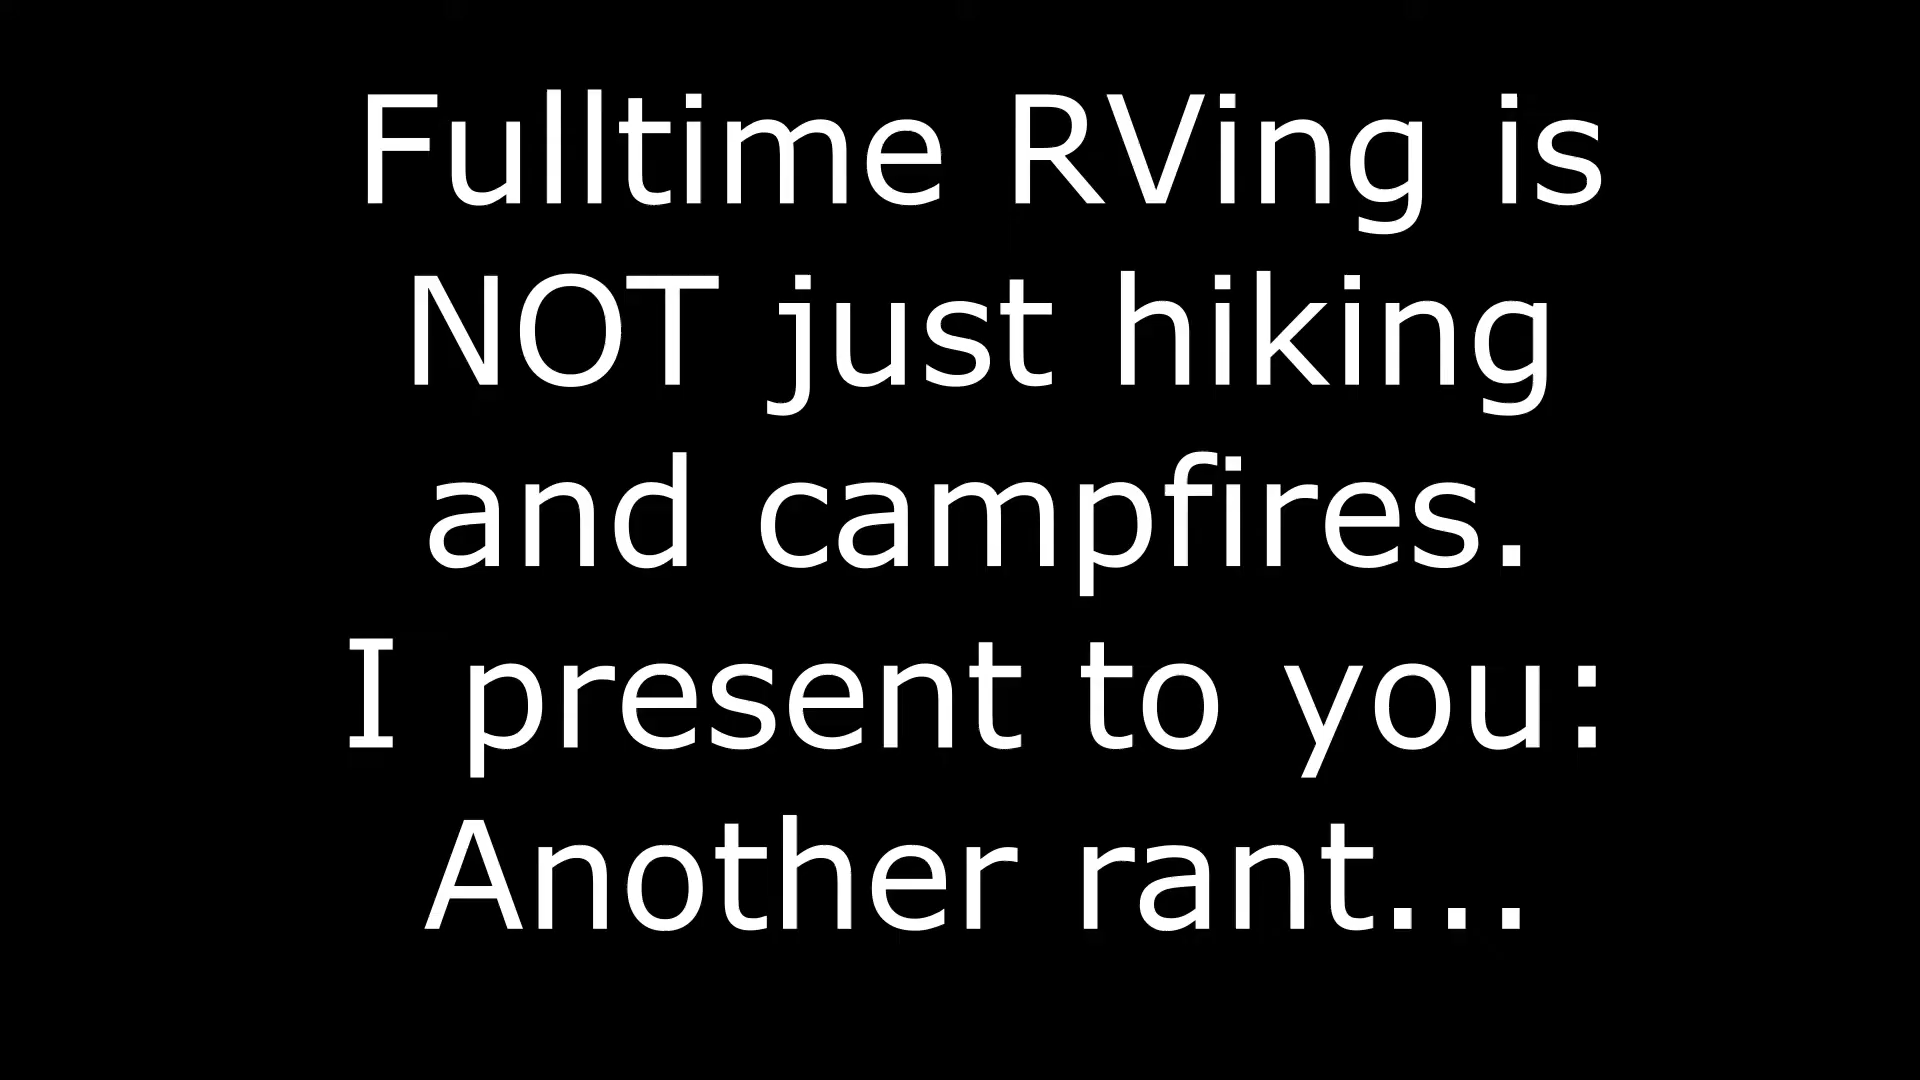 Fulltime RVing is
NOT just hiking
and campfires.
I present to you:
Another rant...